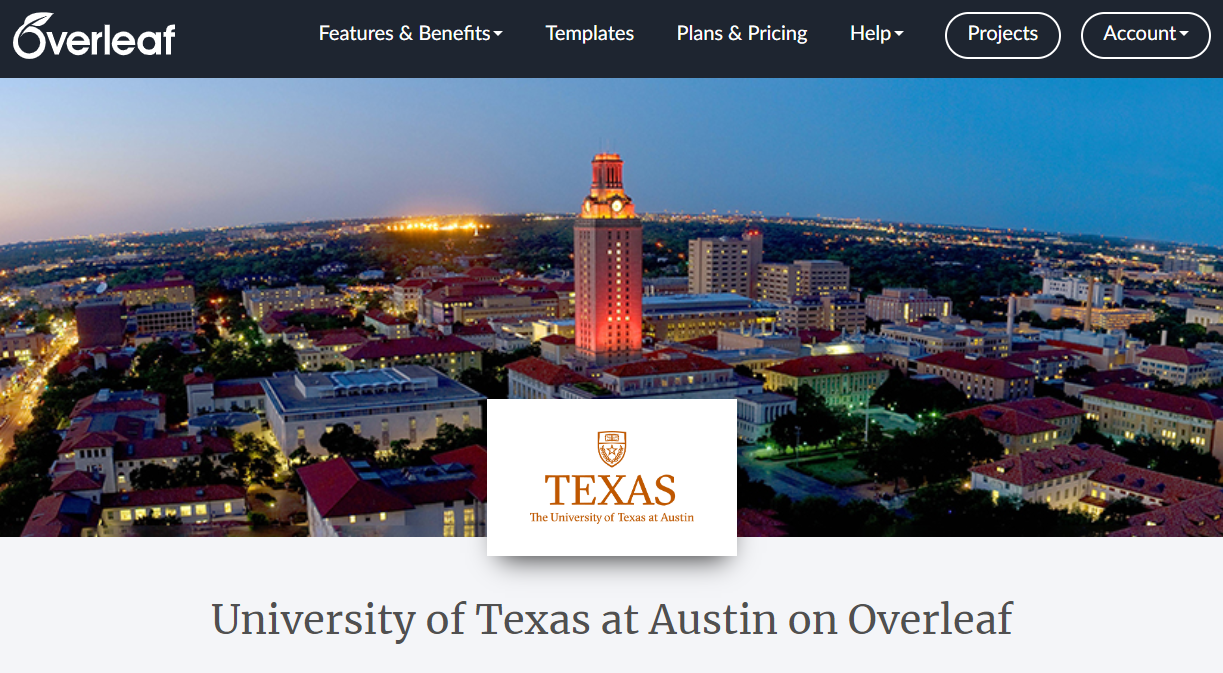 Overleaf
Features & Benefits
Templates
Plans & Pricing
Help
Projects
Account
TEXAS
The University of Texas at Austin
University of Texas at Austin on Overleaf